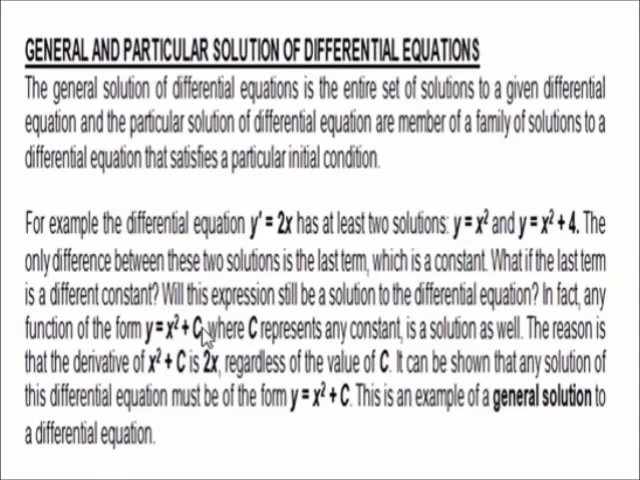 GENERAL AND PARTICULAR SOLUTION OF DIFFERENTIAL EQUATIONS
The general solution of differential equations is the entire set of solutions to a given differential
equation and the particular solution of differential equation are member of a family of solutions to a
differential equation that satisfies a particular initial condition.
For example the differential equation y' = 2x has at least two solutions: y = x² and y = x² + 4. The
only difference between these two solutions is the last term, which is a constant. What if the last term
is a different constant? Will this expression still be a solution to the differential equation? In fact, any
function of the form y = x² + C, where C represents any constant, is a solution as well. The reason is
that the derivative of x² + C is 2x, regardless of the value of C. It can be shown that any solution of
this differential equation must be of the form y = x² + C. This is an example of a general solution to
a differential equation.